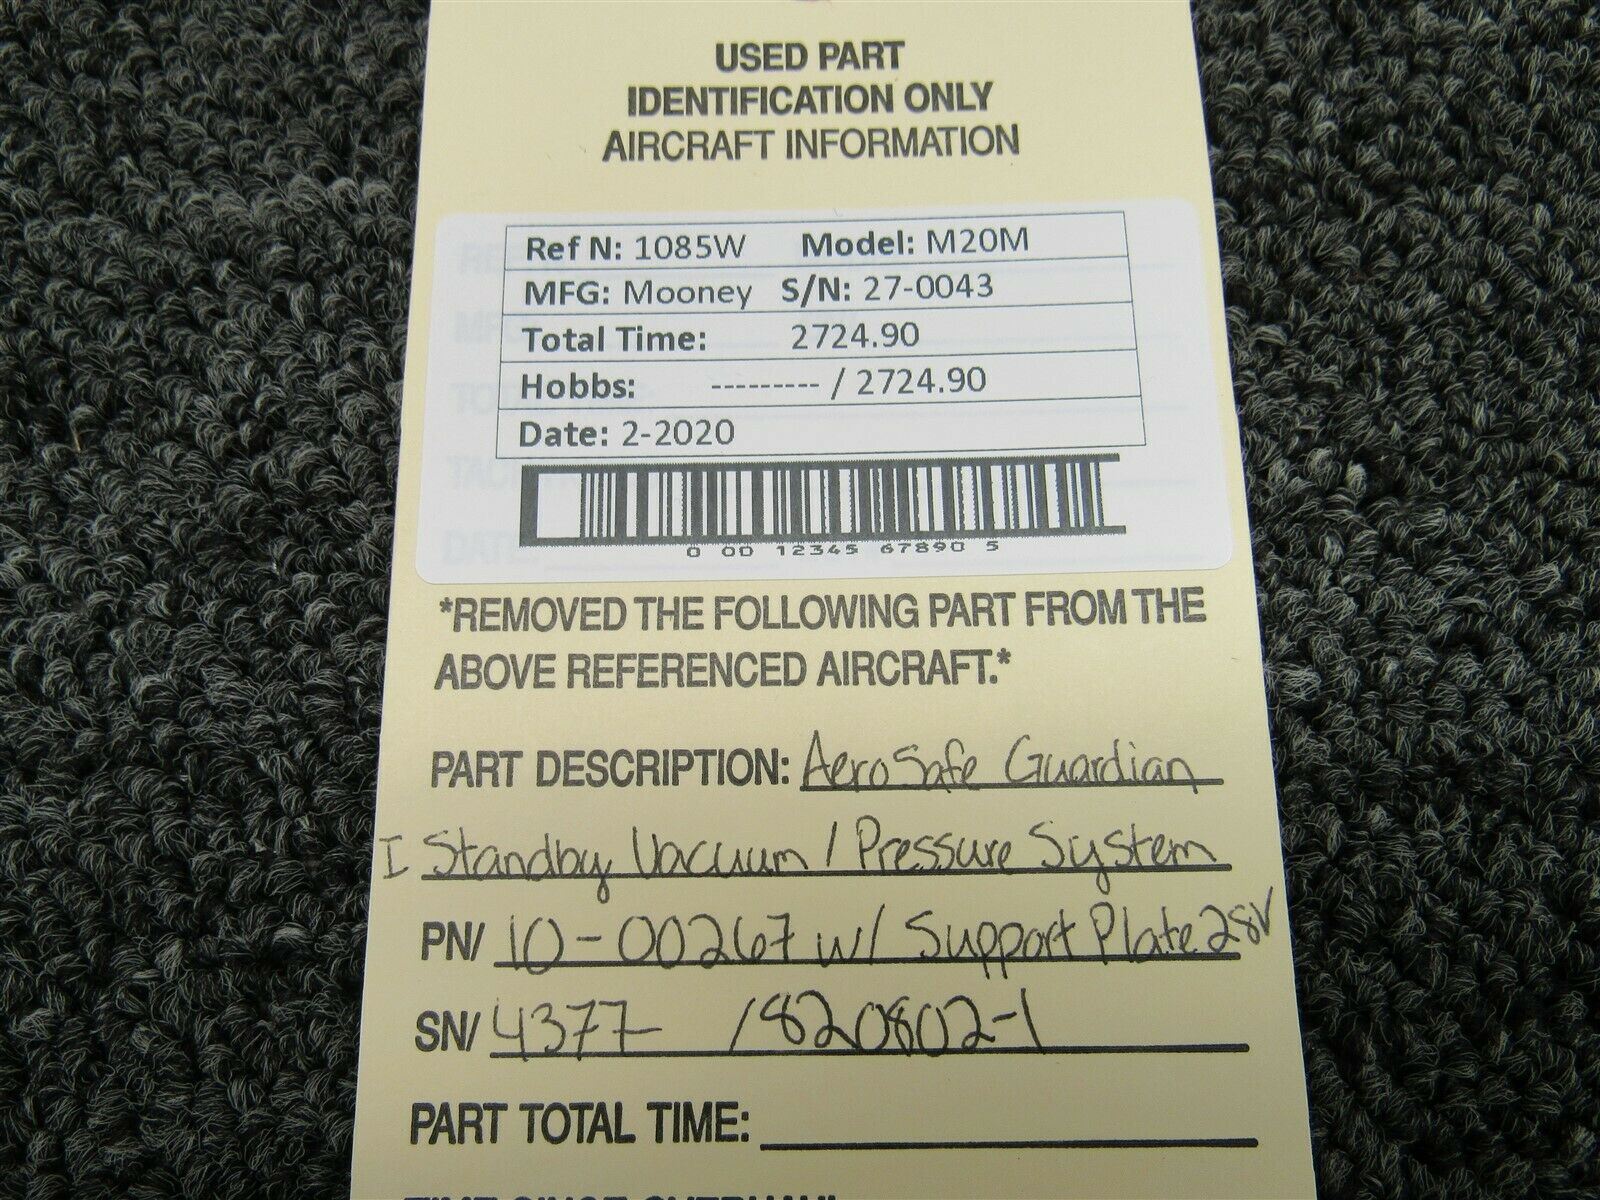 USED PART
IDENTIFICATION ONLY
AIRCRAFT INFORMATION
Ref N: 1085W Model: M20M
MFG: Mooney S/N: 27-0043
Total Time: 2724.90
Hobbs: --------- / 2724.90
Date: 2-2020
0 00 12345 67890 5
*REMOVED THE FOLLOWING PART FROM THE
ABOVE REFERENCED AIRCRAFT.*
PART DESCRIPTION: AeroSafe Guardian
I Standby Vacuum / Pressure System
PN/ 10-00267 w/ Support Plate 28V
SN/ 4377 /820802-1
PART TOTAL TIME:
TIME SINCE OVERHAUL